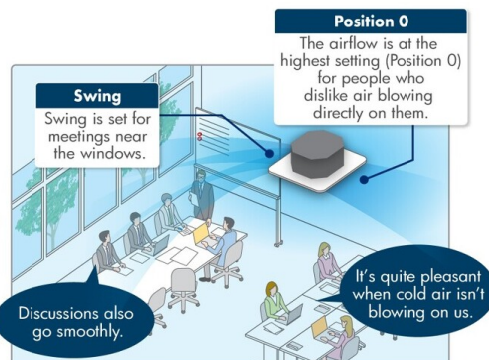 Position 0
The airflow is at the
highest setting (Position 0)
for people who
dislike air blowing
directly on them.
Swing
Swing is set for
meetings near
the windows.
It's quite pleasant
when cold air isn't
blowing on us.
Discussions also
go smoothly.